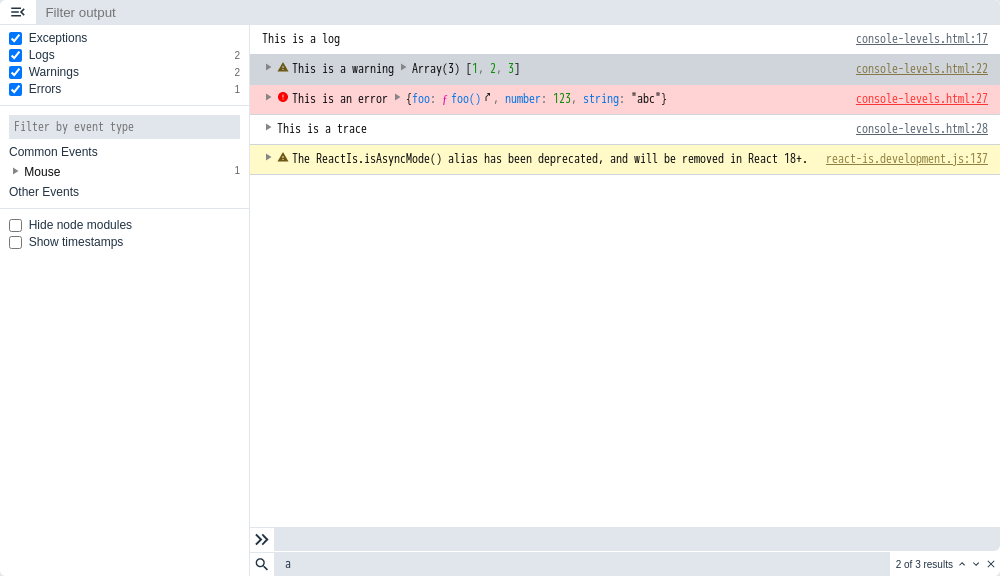 Filter output
Exceptions
Logs 2
Warnings 2
Errors 1
Filter by event type
Common Events
Mouse 1
Other Events
Hide node modules
Show timestamps
This is a log console-levels.html:17
This is a warning Array(3) [1, 2, 3] console-levels.html:22
This is an error {foo: ƒ foo(), number: 123, string: "abc"} console-levels.html:27
This is a trace console-levels.html:28
The ReactIs.isAsyncMode() alias has been deprecated, and will be removed in React 18+. react-is.development.js:137
a 2 of 3 results